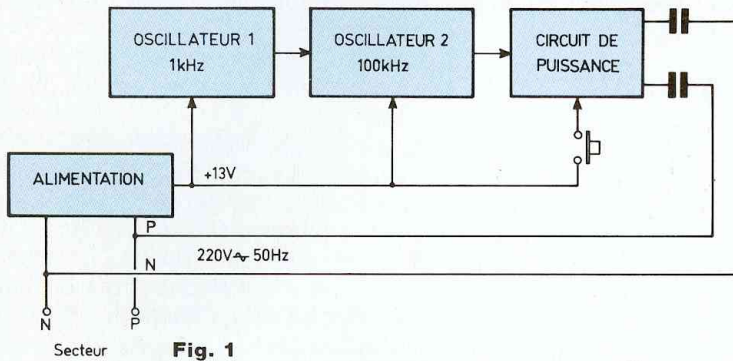 OSCILLATEUR 1
1kHz
OSCILLATEUR 2
100kHz
CIRCUIT DE
PUISSANCE
ALIMENTATION
+13V
P
220V∿ 50Hz
N
N
P
Secteur
Fig. 1